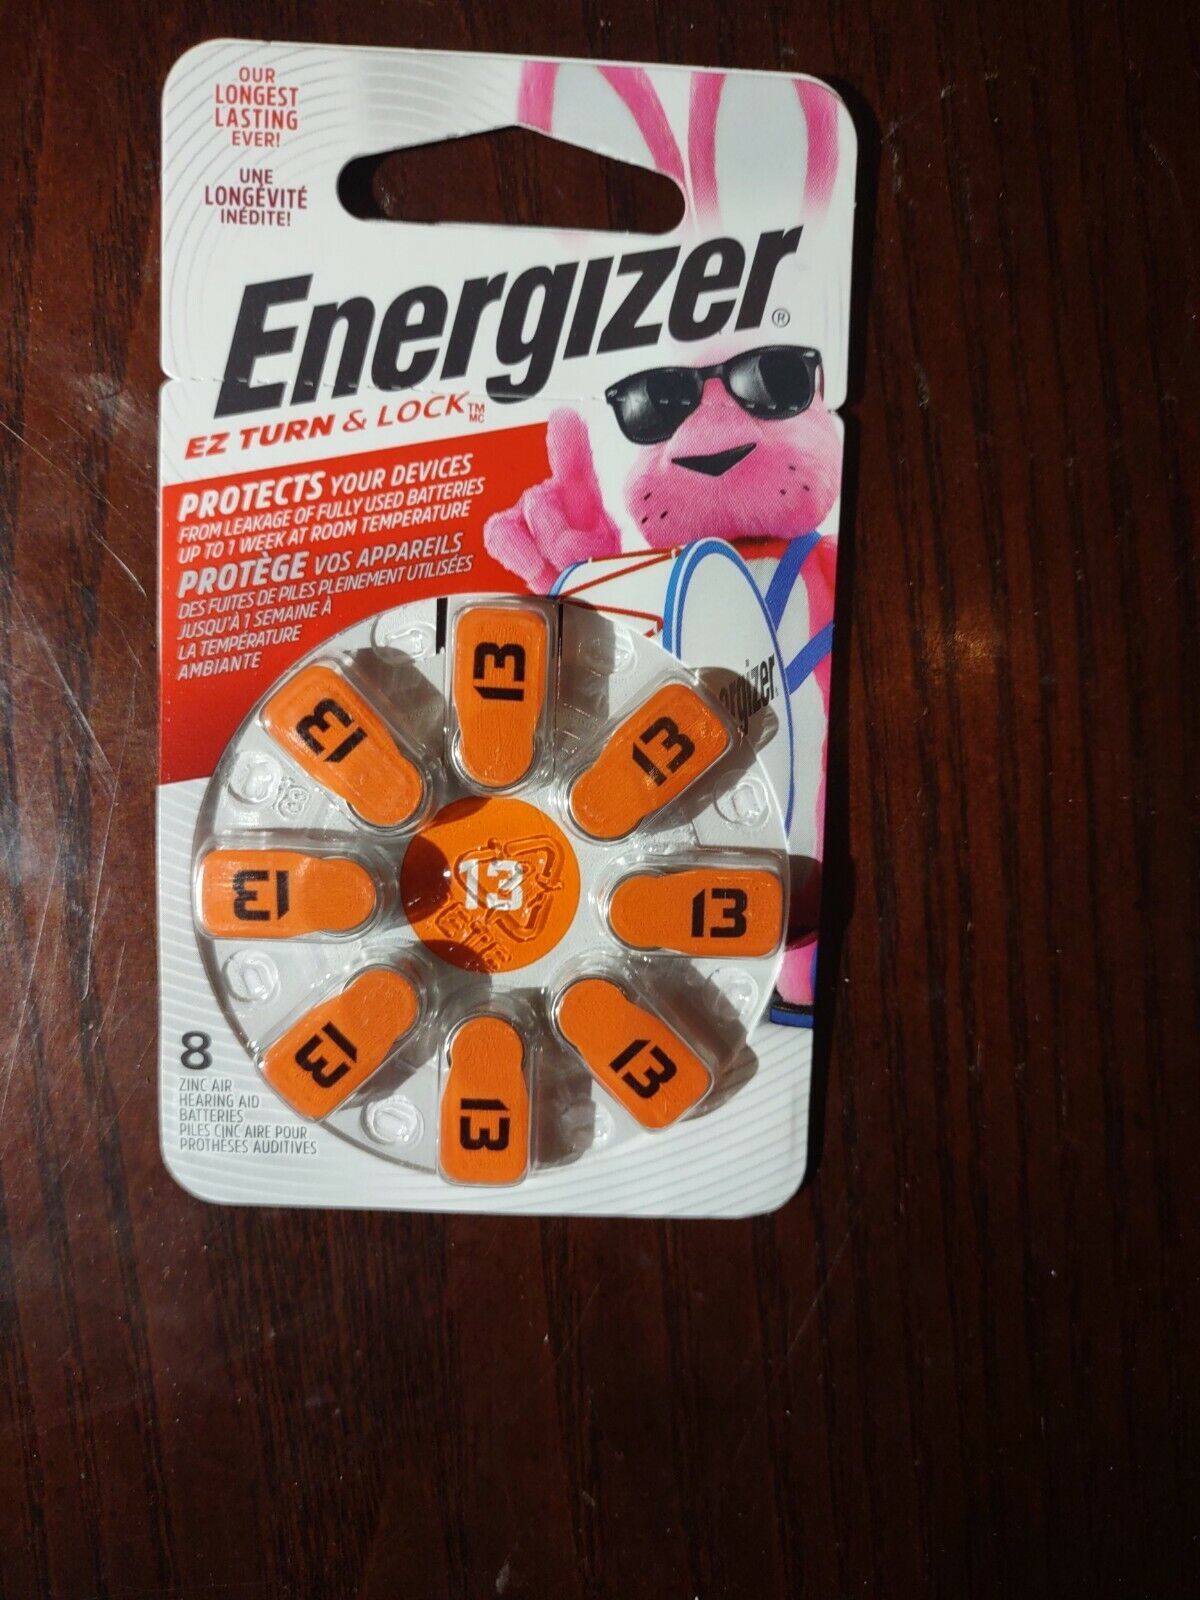 OUR
LONGEST
LASTING
EVER!
UNE
LONGÉVITÉ
INÉDITE!
Energizer®
EZ TURN & LOCK TM MC
PROTECTS YOUR DEVICES
FROM LEAKAGE OF FULLY USED BATTERIES
UP TO 1 WEEK AT ROOM TEMPERATURE
PROTÈGE VOS APPAREILS
DES FUITES DE PILES PLEINEMENT UTILISÉES
JUSQU'À 1 SEMAINE À
LA TEMPÉRATURE
AMBIANTE
13
13
13
13
13
13
13
13
13
8
ZINC AIR
HEARING AID
BATTERIES
PILES CINC AIRE POUR
PROTHÈSES AUDITIVES